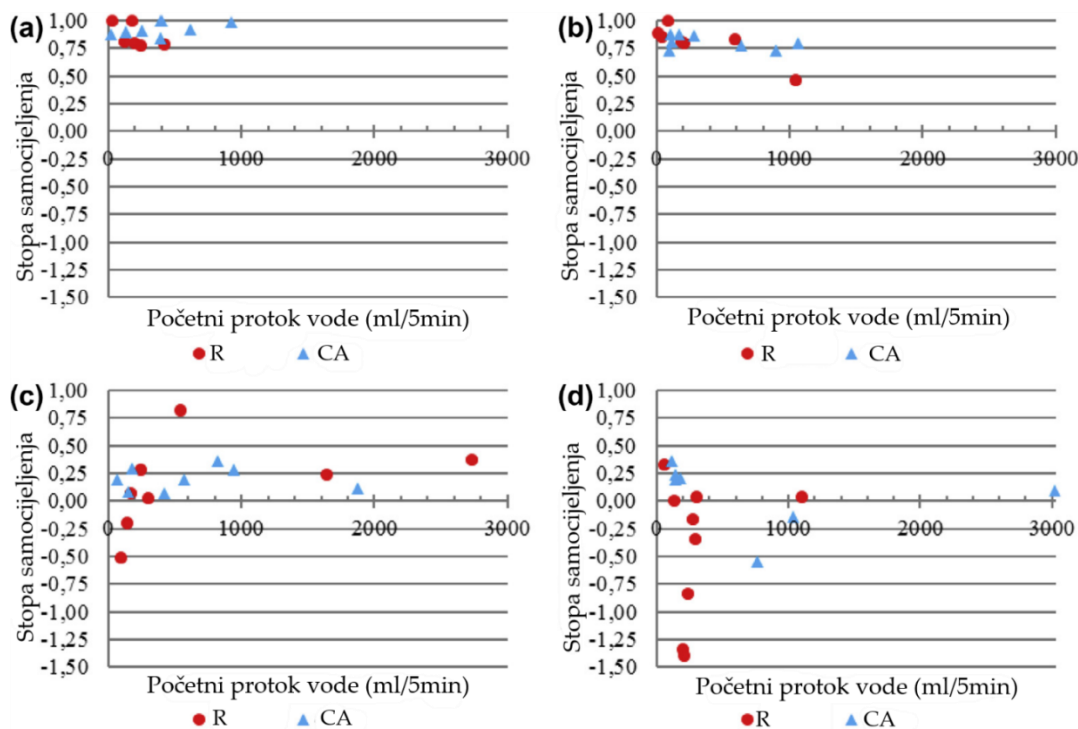 (a)
Stopa samocijeljenja
1,00
0,75
0,50
0,25
0,00
-0,25
-0,50
-0,75
-1,00
-1,25
-1,50
0 1000 2000 3000
Početni protok vode (ml/5min)
R CA
(b)
Stopa samocijeljenja
1,00
0,75
0,50
0,25
0,00
-0,25
-0,50
-0,75
-1,00
-1,25
-1,50
0 1000 2000 3000
Početni protok vode (ml/5min)
R CA
(c)
Stopa samocijeljenja
1,00
0,75
0,50
0,25
0,00
-0,25
-0,50
-0,75
-1,00
-1,25
-1,50
0 1000 2000 3000
Početni protok vode (ml/5min)
R CA
(d)
Stopa samocijeljenja
1,00
0,75
0,50
0,25
0,00
-0,25
-0,50
-0,75
-1,00
-1,25
-1,50
0 1000 2000 3000
Početni protok vode (ml/5min)
R CA